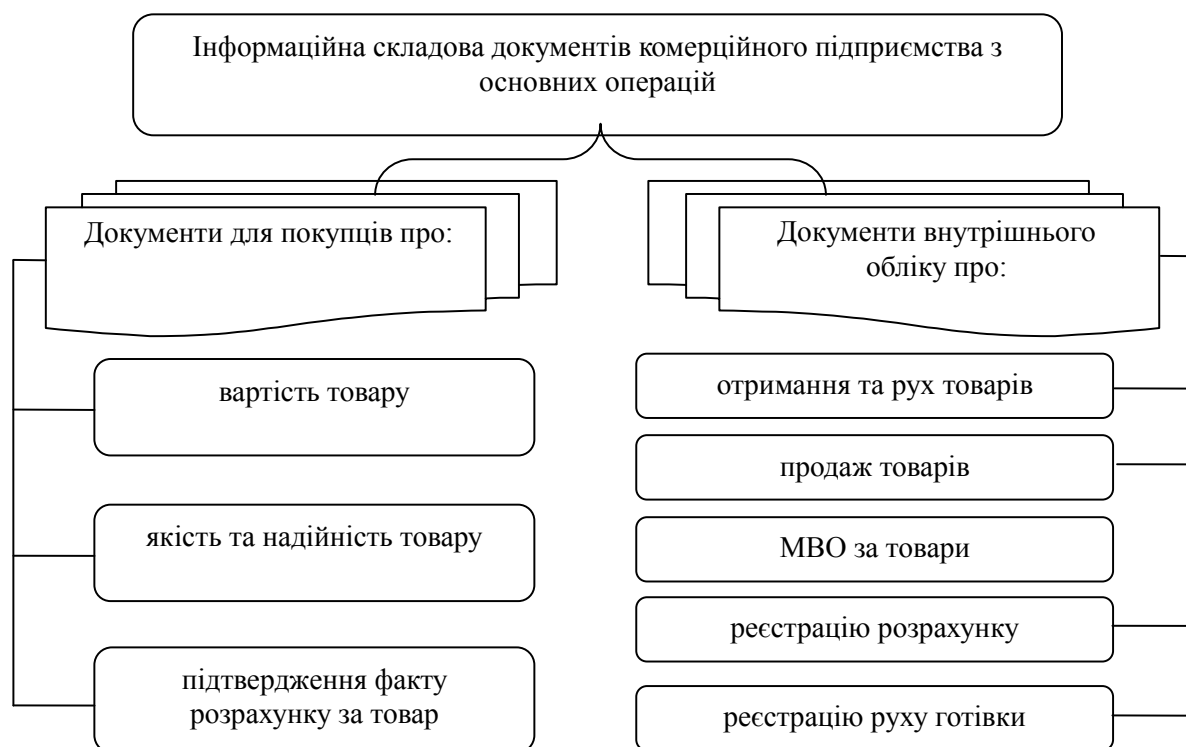 Інформаційна складова документів комерційного підприємства з
основних операцій
Документи для покупців про:
вартість товару
якість та надійність товару
підтвердження факту
розрахунку за товар
Документи внутрішнього
обліку про:
отримання та рух товарів
продаж товарів
МВО за товари
реєстрацію розрахунку
реєстрацію руху готівки